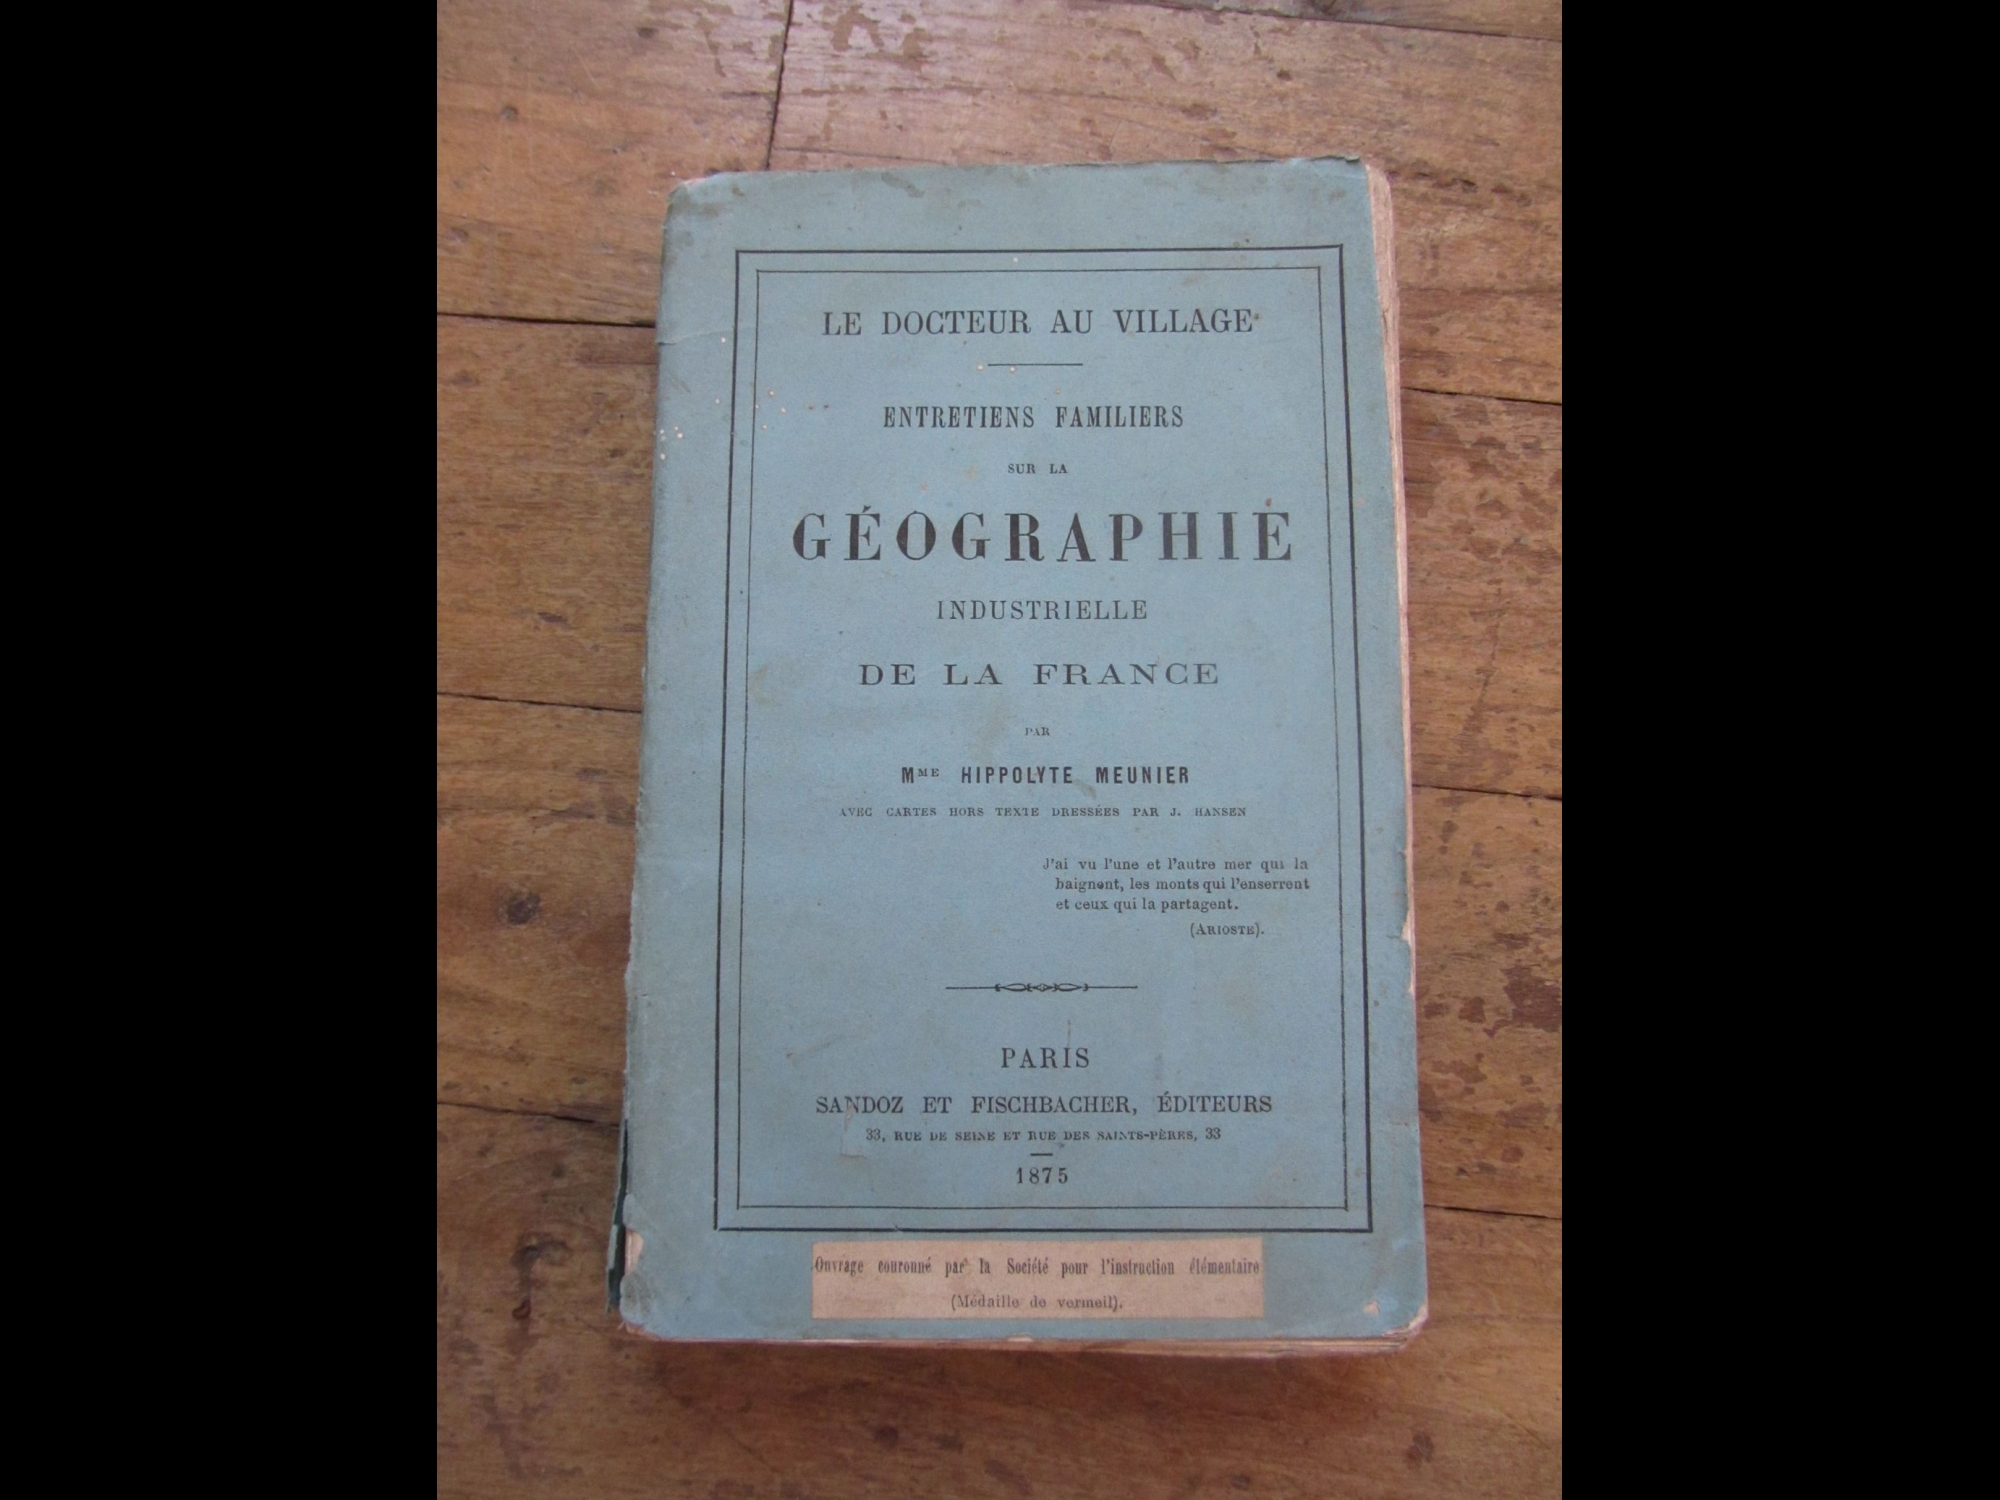 LE DOCTEUR AU VILLAGE
ENTRETIENS FAMILIERS
SUR LA
GÉOGRAPHIE
INDUSTRIELLE
DE LA FRANCE
PAR
MME HIPPOLYTE MEUNIER
AVEC CARTES HORS TEXTE DRESSÉES PAR J. HANSEN
J'ai vu l'une et l'autre mer qui la
baignent, les monts qui l'enserrent
et ceux qui la partagent.
(ARIOSTE).
PARIS
SANDOZ ET FISCHBACHER, ÉDITEURS
33, RUE DE SEINE ET RUE DES SAINTS-PÈRES, 33
1875
Ouvrage couronné par la Société pour l'instruction élémentaire
(Médaille de vermeil).